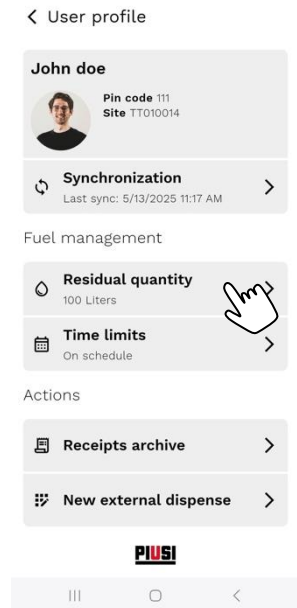 User profile
John doe
Pin code 111
Site TT010014
Synchronization
Last sync: 5/13/2025 11:17 AM
Fuel management
Residual quantity
100 Liters
Time limits
On schedule
Actions
Receipts archive
New external dispense
PIUSI